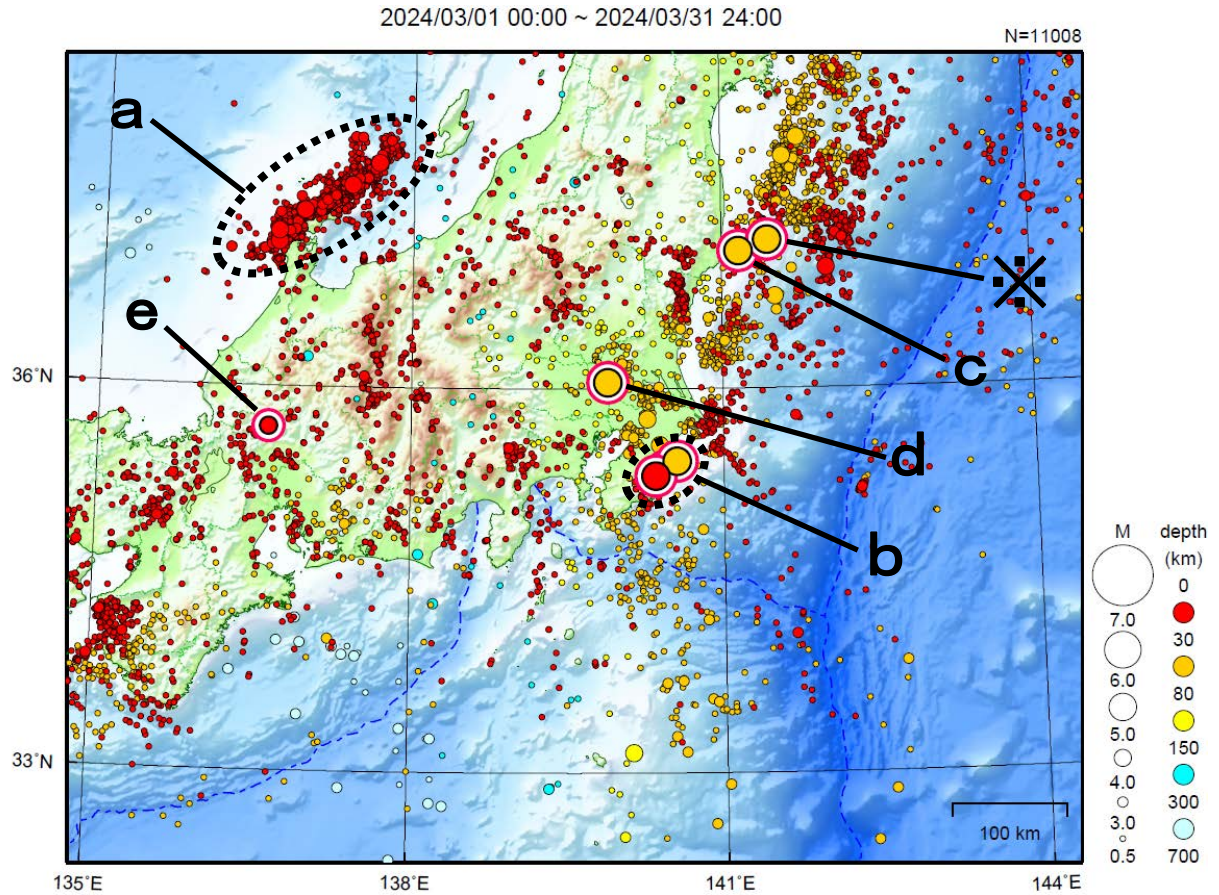 2024/03/01 00:00 ~ 2024/03/31 24:00
N=11008
a
e
※
c
d
b
36˚N
33˚N
135˚E
138˚E
141˚E
144˚E
100 km
M
7.0
6.0
5.0
4.0
3.0
0.5
depth
(km)
0
30
80
150
300
700